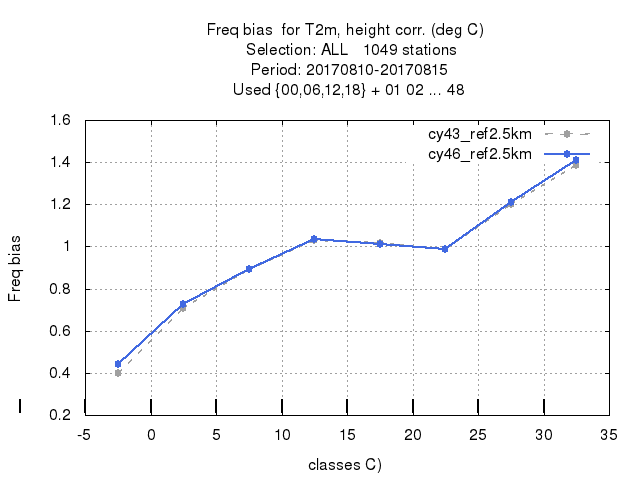 Freq bias for T2m, height corr. (deg C)
Selection: ALL 1049 stations
Period: 20170810-20170815
Used {00,06,12,18} + 01 02 ... 48
cy43_ref2.5km
cy46_ref2.5km
1.6
1.4
1.2
1
0.8
0.6
0.4
0.2
Freq bias
-5 0 5 10 15 20 25 30 35
classes C)